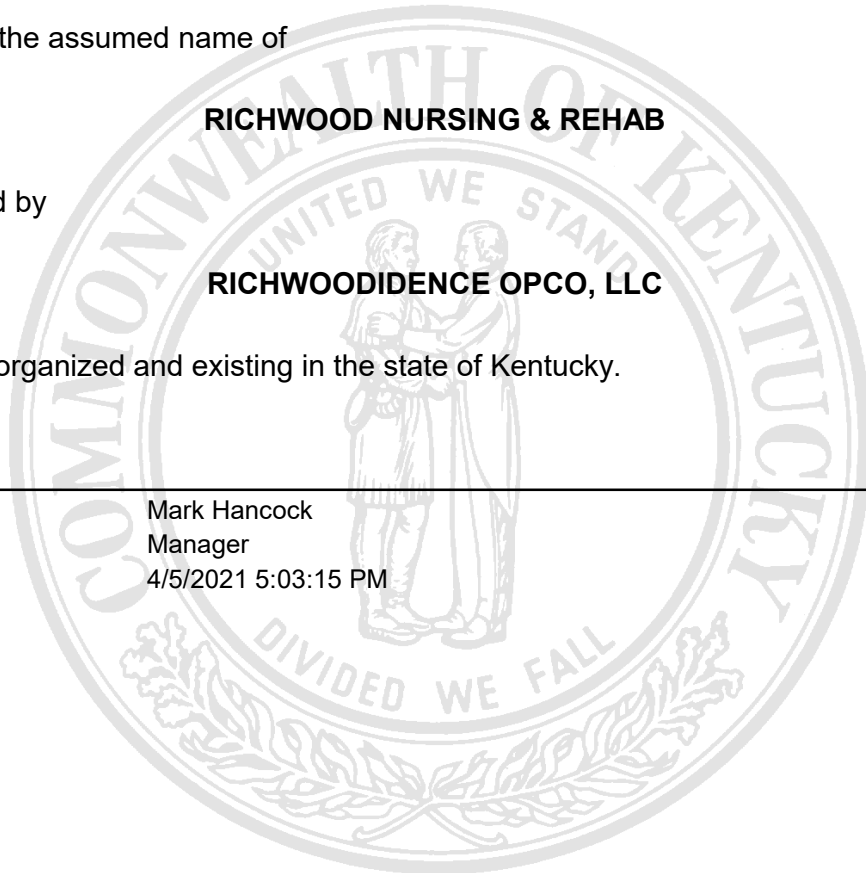 the assumed name of
RICHWOOD NURSING & REHAB
d by
RICHWOODIDENCE OPCO, LLC
organized and existing in the state of Kentucky.
Mark Hancock
Manager
4/5/2021 5:03:15 PM
COMMONWEALTH OF KENTUCKY
UNITED WE STAND
DIVIDED WE FALL